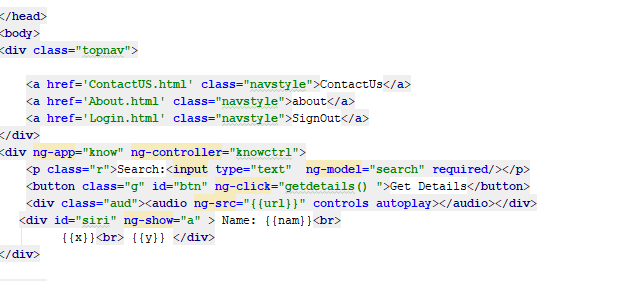 </head>
<body>
<div class="topnav">
<a href='ContactUS.html' class="navstyle">ContactUs</a>
<a href='About.html' class="navstyle">about</a>
<a href='Login.html' class="navstyle">SignOut</a>
</div>
<div ng-app="know" ng-controller="knowctrl">
<p class="r">Search:<input type="text"  ng-model="search" required/></p>
<button class="g" id="btn" ng-click="getdetails() ">Get Details</button>
<div class="aud"><audio ng-src="{{url}}" controls autoplay></audio></div>
<div id="siri" ng-show="a" > Name: {{nam}}<br>
{{x}}<br> {{y}} </div>
</div>